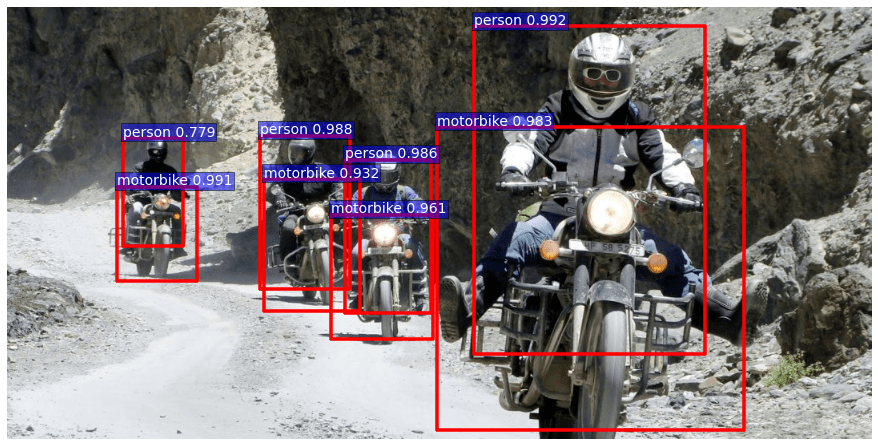 person 0.992
motorbike 0.983
person 0.779
person 0.988
person 0.986
motorbike 0.932
motorbike 0.991
motorbike 0.961